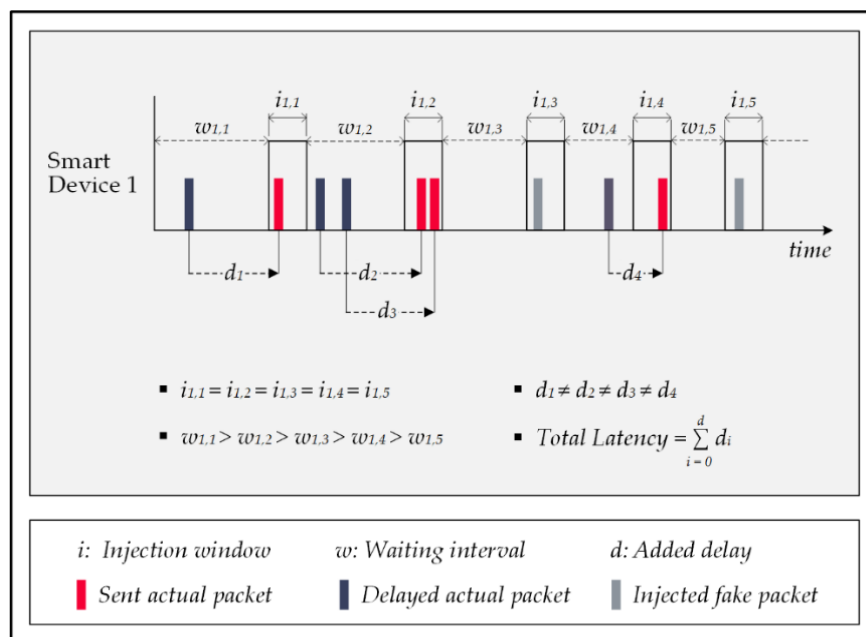 i1,1 i1,2 i1,3 i1,4 i1,5
w1,1 w1,2 w1,3 w1,4 w1,5
Smart
Device 1
time
d1 d2 d4
d3
▪ i1,1 = i1,2 = i1,3 = i1,4 = i1,5
▪ d1 ≠ d2 ≠ d3 ≠ d4
▪ w1,1 > w1,2 > w1,3 > w1,4 > w1,5
▪ Total Latency = d∑i = 0 di
i: Injection window w: Waiting interval d: Added delay
Sent actual packet Delayed actual packet Injected fake packet